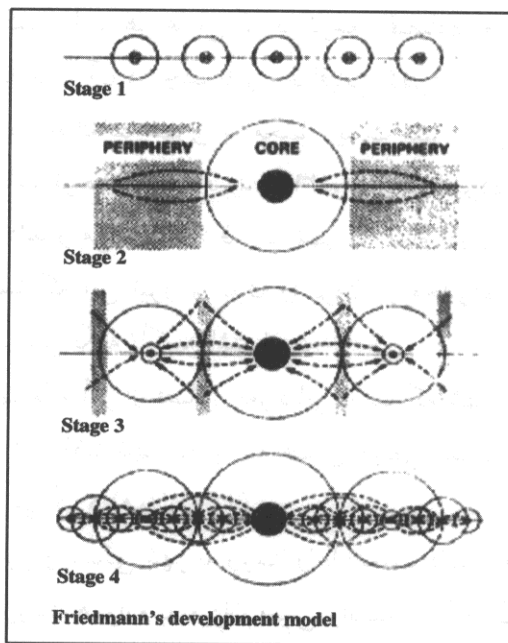 Stage 1
PERIPHERY CORE PERIPHERY
Stage 2
Stage 3
Stage 4
Friedmann's development model